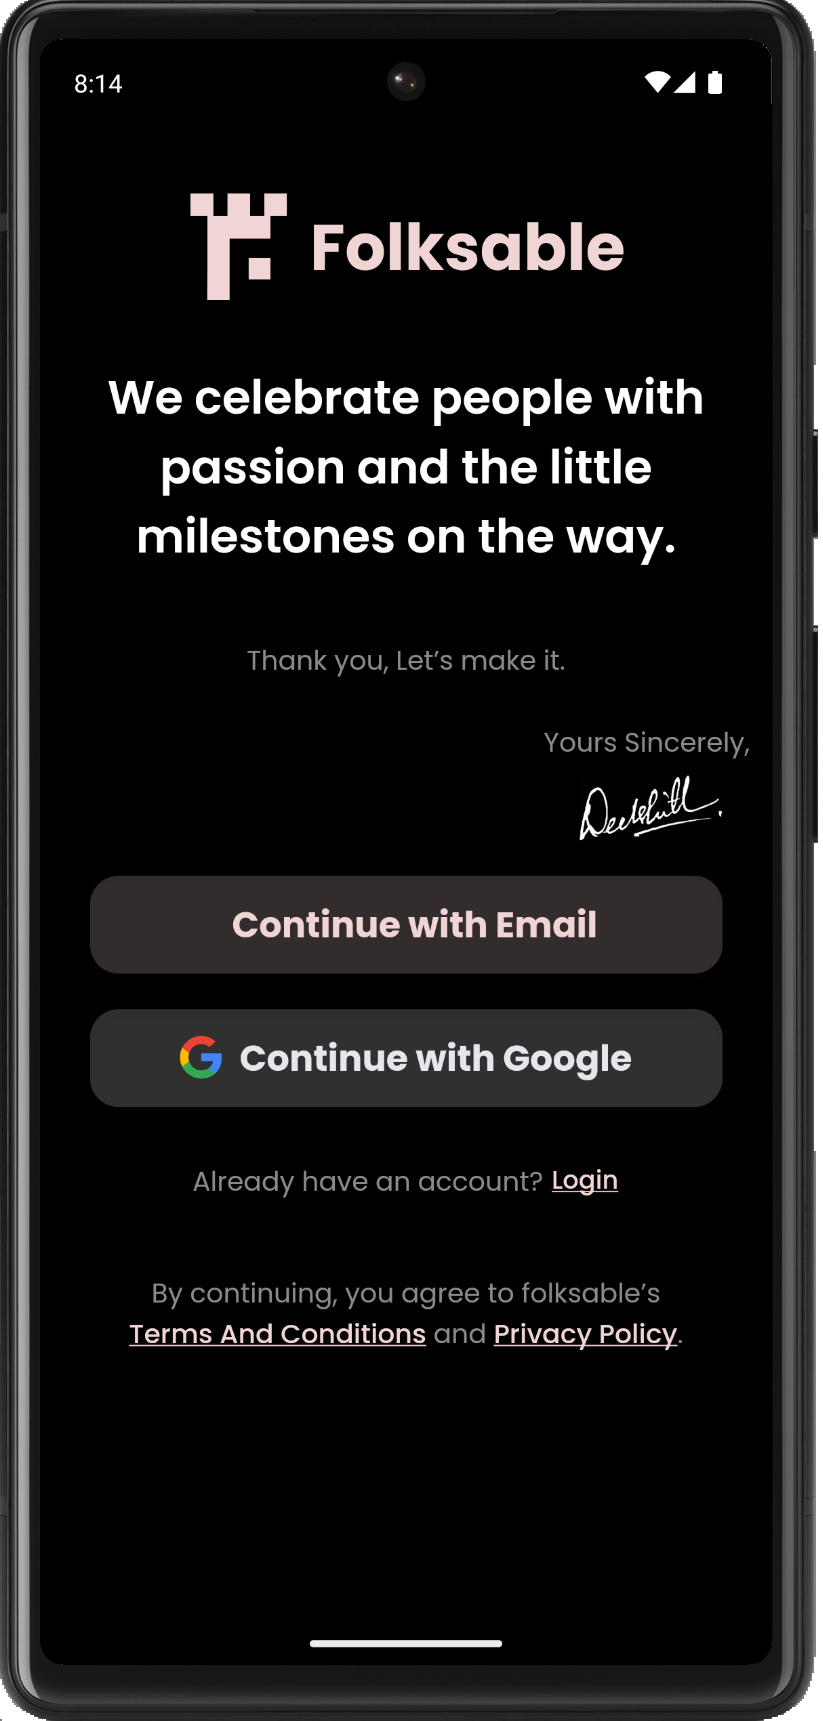 8:14
Folksable
We celebrate people with
passion and the little
milestones on the way.
Thank you, Let’s make it.
Yours Sincerely,
Continue with Email
Continue with Google
Already have an account? Login
By continuing, you agree to folksable’s
Terms And Conditions and Privacy Policy.